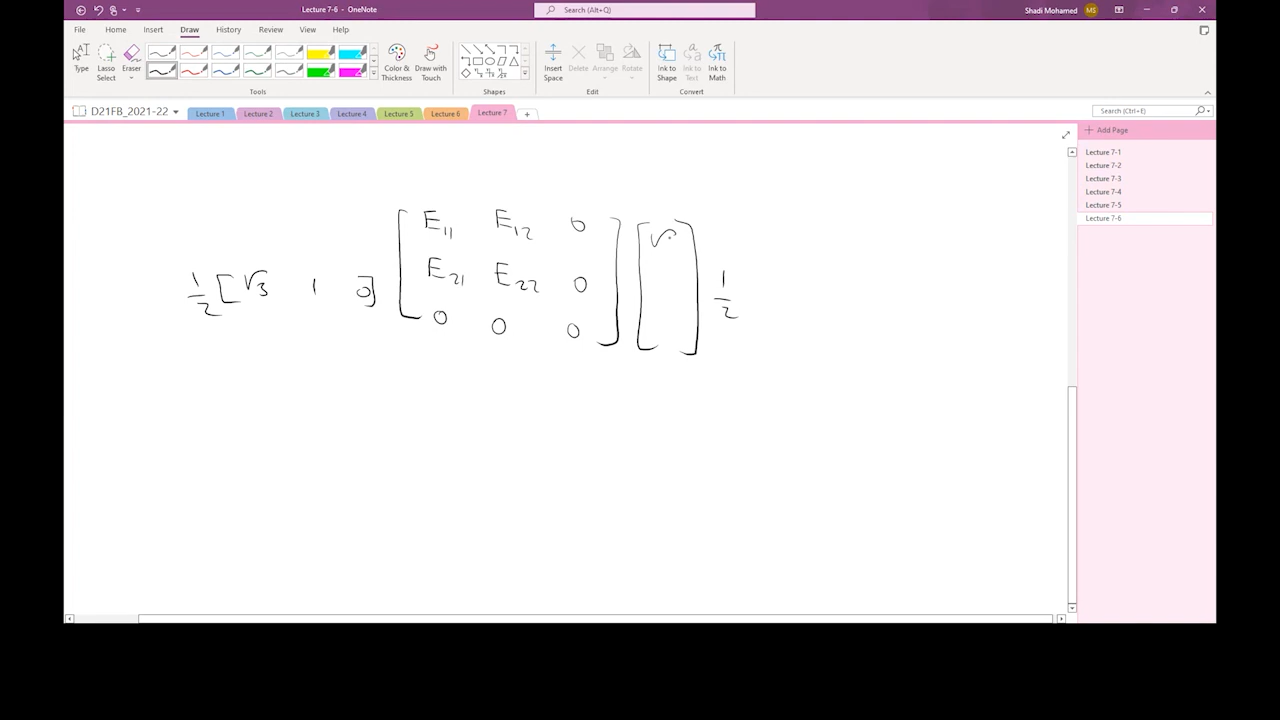 Lecture 7-6 - OneNote
Search (Alt+Q)
Shadi Mohamed
MS
File Home Insert Draw History Review View Help
Type
Lasso Select
Eraser
Color & Thickness
Draw with Touch
Insert Space
Delete
Arrange
Rotate
Ink to Shape
Ink to Text
Ink to Math
Tools
Shapes
Edit
Convert
D21FB_2021-22
Lecture 1 Lecture 2 Lecture 3 Lecture 4 Lecture 5 Lecture 6 Lecture 7 +
Search (Ctrl+E)
Add Page
Lecture 7-1
Lecture 7-2
Lecture 7-3
Lecture 7-4
Lecture 7-5
Lecture 7-6
E11 E12 0
1/2 [√3 1 0] E21 E22 0 1/2
0 0 0